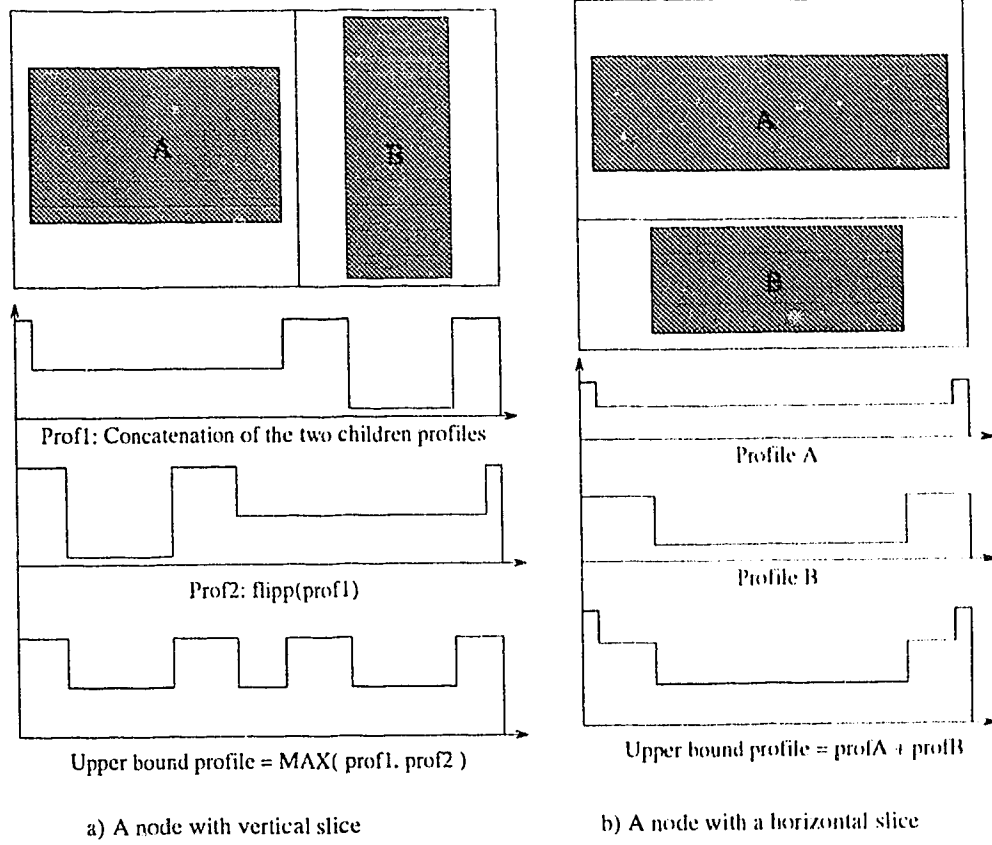 A
B
Prof1: Concatenation of the two children profiles
Prof2: flipp(prof1)
Upper bound profile = MAX( prof1. prof2 )
a) A node with vertical slice
A
B
Profile A
Profile B
Upper bound profile = profA + profB
b) A node with a horizontal slice